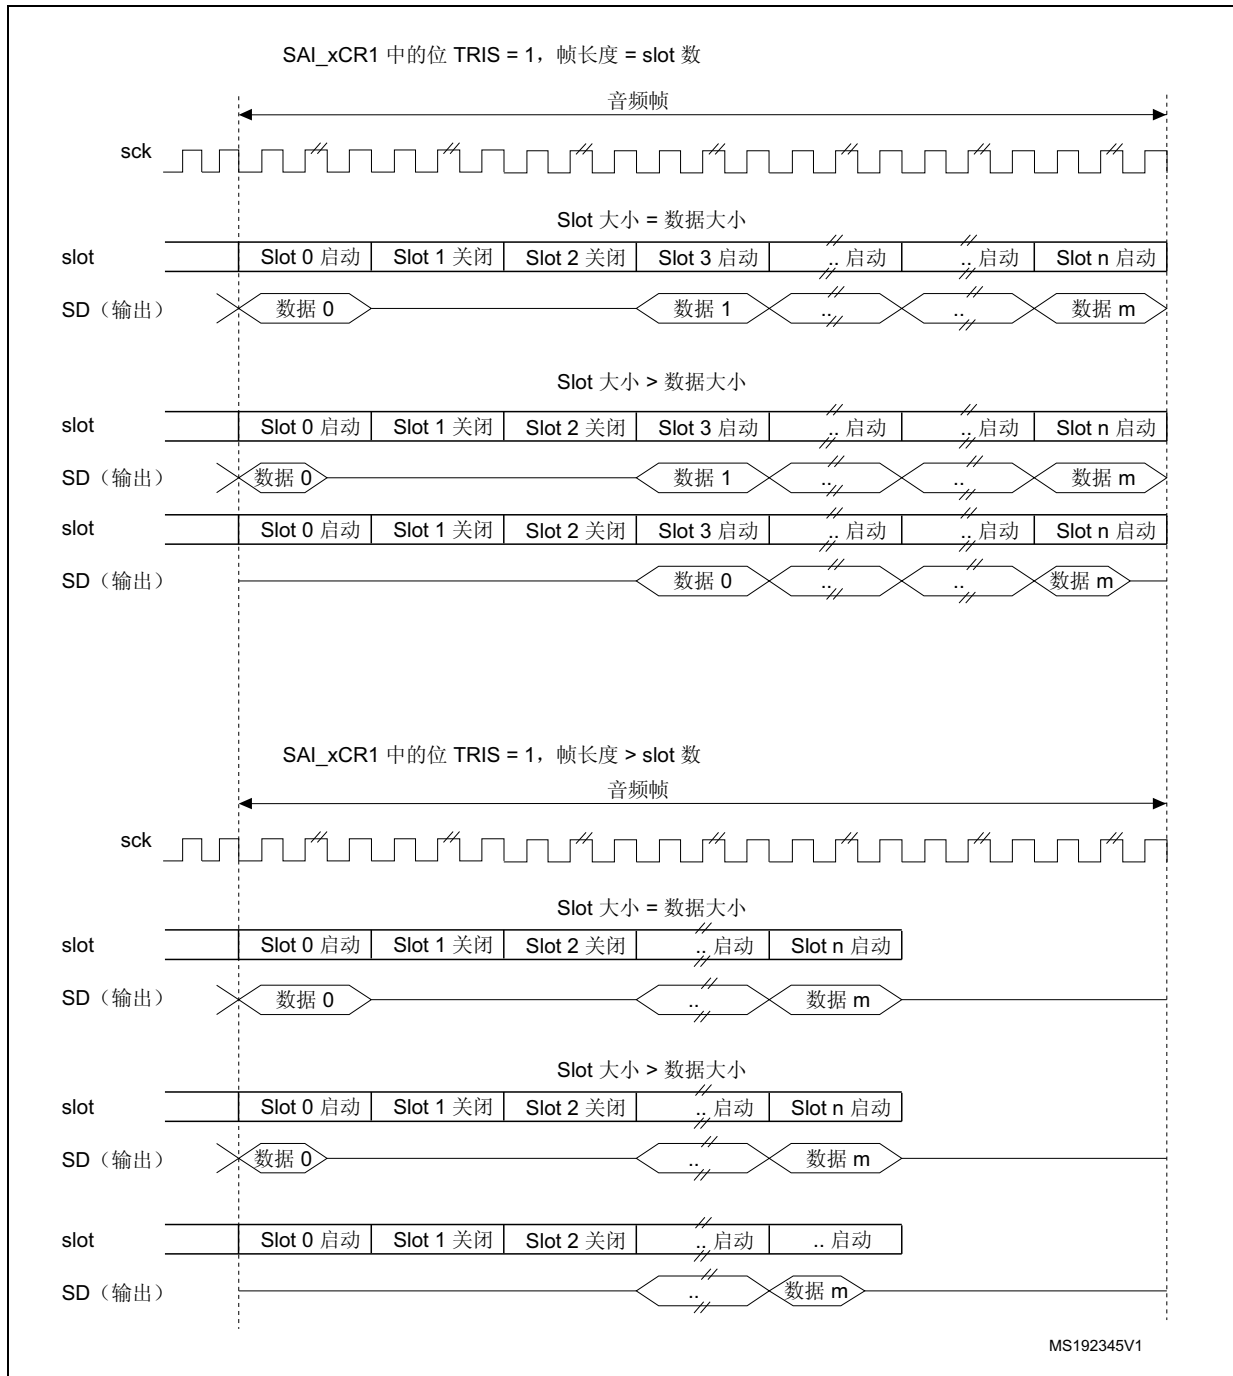 SAI_xCR1 中的位 TRIS = 1，帧长度 = slot 数
音频帧
sck
Slot 大小 = 数据大小
slot Slot 0 启动 Slot 1 关闭 Slot 2 关闭 Slot 3 启动 .. 启动 .. 启动 Slot n 启动
SD（输出） 数据 0 数据 1 .. .. 数据 m
Slot 大小 > 数据大小
slot Slot 0 启动 Slot 1 关闭 Slot 2 关闭 Slot 3 启动 .. 启动 .. 启动 Slot n 启动
SD（输出） 数据 0 数据 1 .. .. 数据 m
slot Slot 0 启动 Slot 1 关闭 Slot 2 关闭 Slot 3 启动 .. 启动 .. 启动 Slot n 启动
SD（输出） 数据 0 .. .. 数据 m
SAI_xCR1 中的位 TRIS = 1，帧长度 > slot 数
音频帧
sck
Slot 大小 = 数据大小
slot Slot 0 启动 Slot 1 关闭 Slot 2 关闭 .. 启动 Slot n 启动
SD（输出） 数据 0 .. 数据 m
Slot 大小 > 数据大小
slot Slot 0 启动 Slot 1 关闭 Slot 2 关闭 .. 启动 Slot n 启动
SD（输出） 数据 0 .. 数据 m
slot Slot 0 启动 Slot 1 关闭 Slot 2 关闭 .. 启动 .. 启动
SD（输出） .. 数据 m
MS192345V1